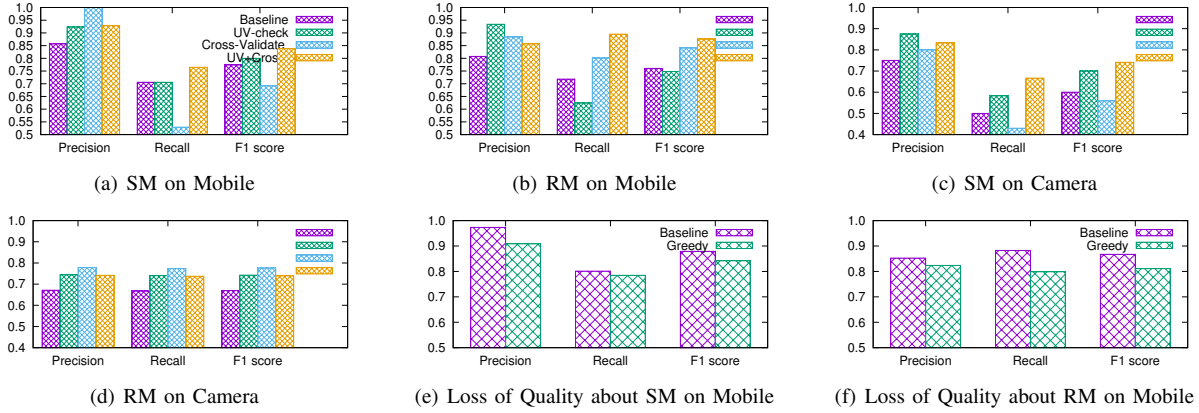 1
0.95
0.9
0.85
0.8
0.75
0.7
0.65
0.6
0.55
0.5
Baseline
UV-check
Cross-Validate
UV+Cross
Precision Recall F1 score
(a) SM on Mobile
1
0.95
0.9
0.85
0.8
0.75
0.7
0.65
0.6
0.55
0.5
Precision Recall F1 score
(b) RM on Mobile
1.0
0.9
0.8
0.7
0.6
0.5
0.4
Precision Recall F1 score
(c) SM on Camera
1.0
0.9
0.8
0.7
0.6
0.5
0.4
Precision Recall F1 score
(d) RM on Camera
1.0
0.9
0.8
0.7
0.6
0.5
Baseline
Greedy
Precision Recall F1 score
(e) Loss of Quality about SM on Mobile
1.0
0.9
0.8
0.7
0.6
0.5
Baseline
Greedy
Precision Recall F1 score
(f) Loss of Quality about RM on Mobile